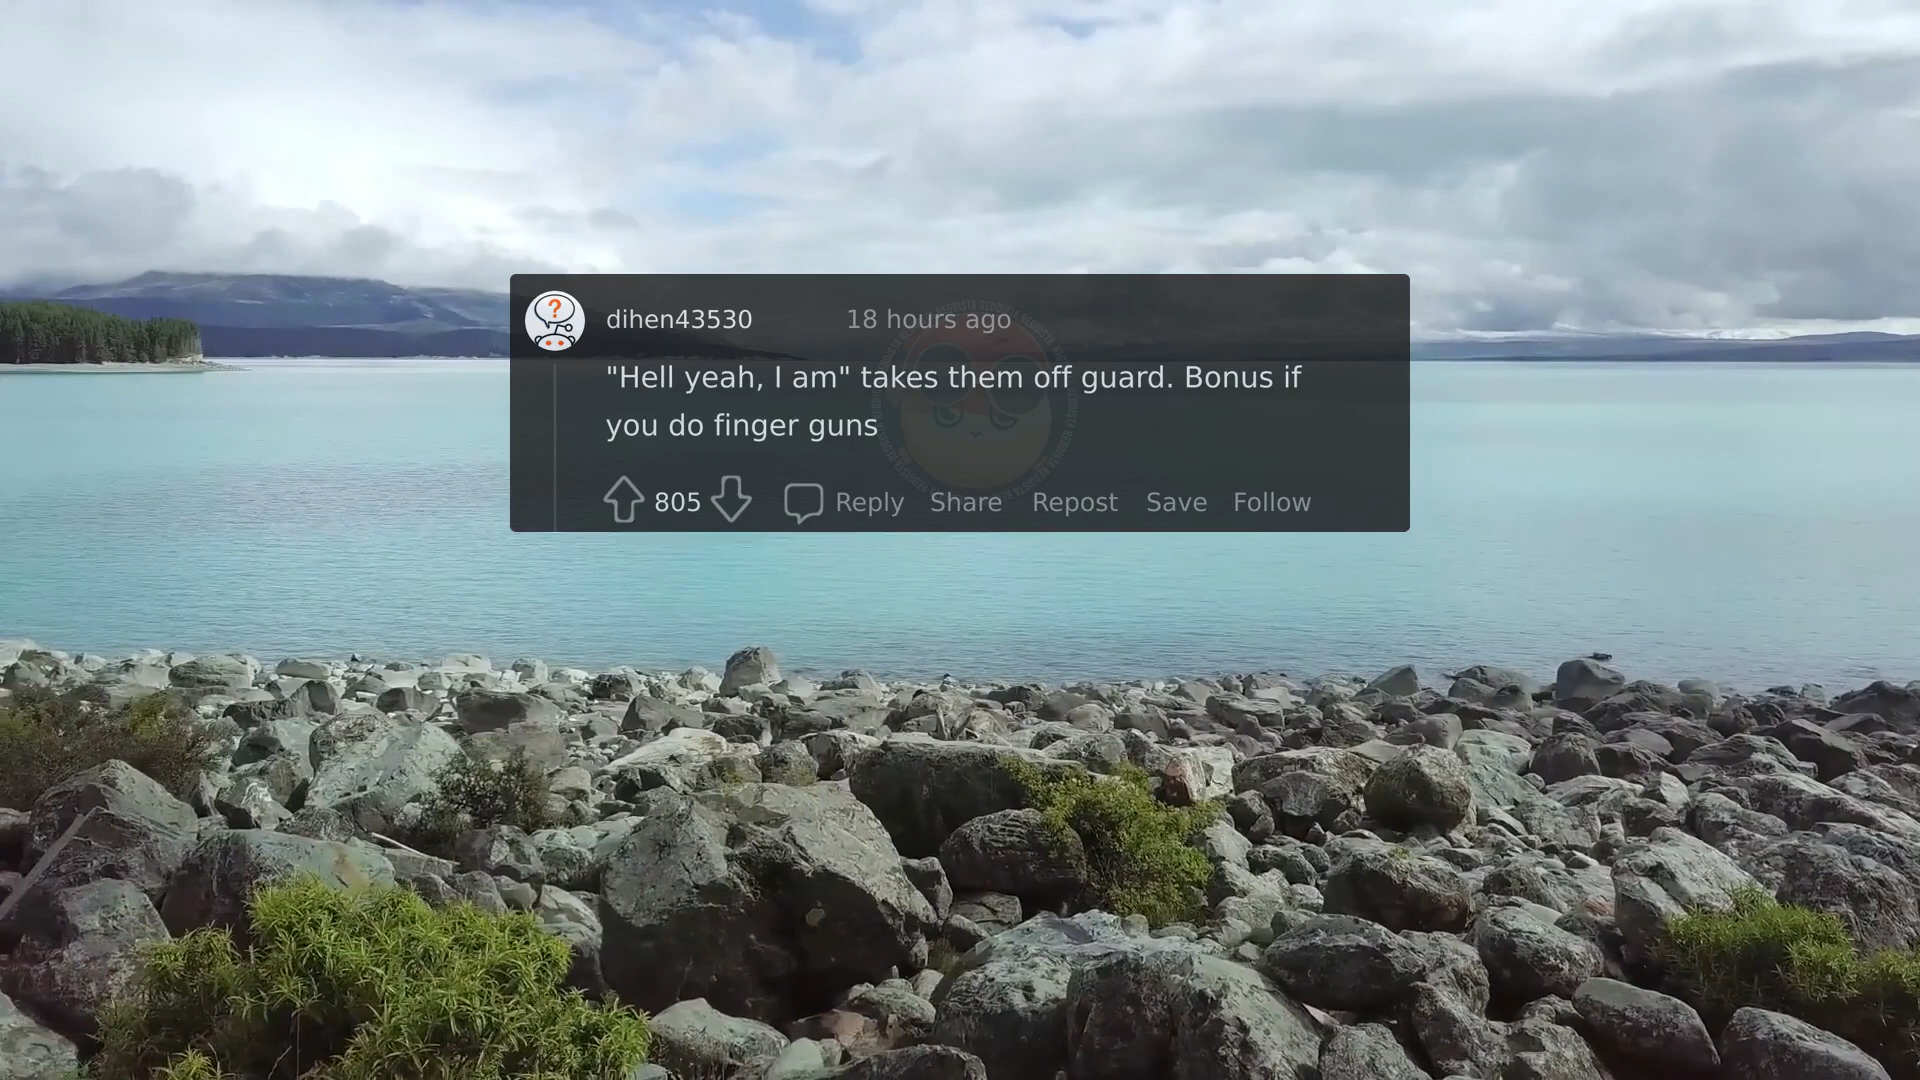 dihen43530 18 hours ago
"Hell yeah, I am" takes them off guard. Bonus if
you do finger guns
805 Reply Share Repost Save Follow